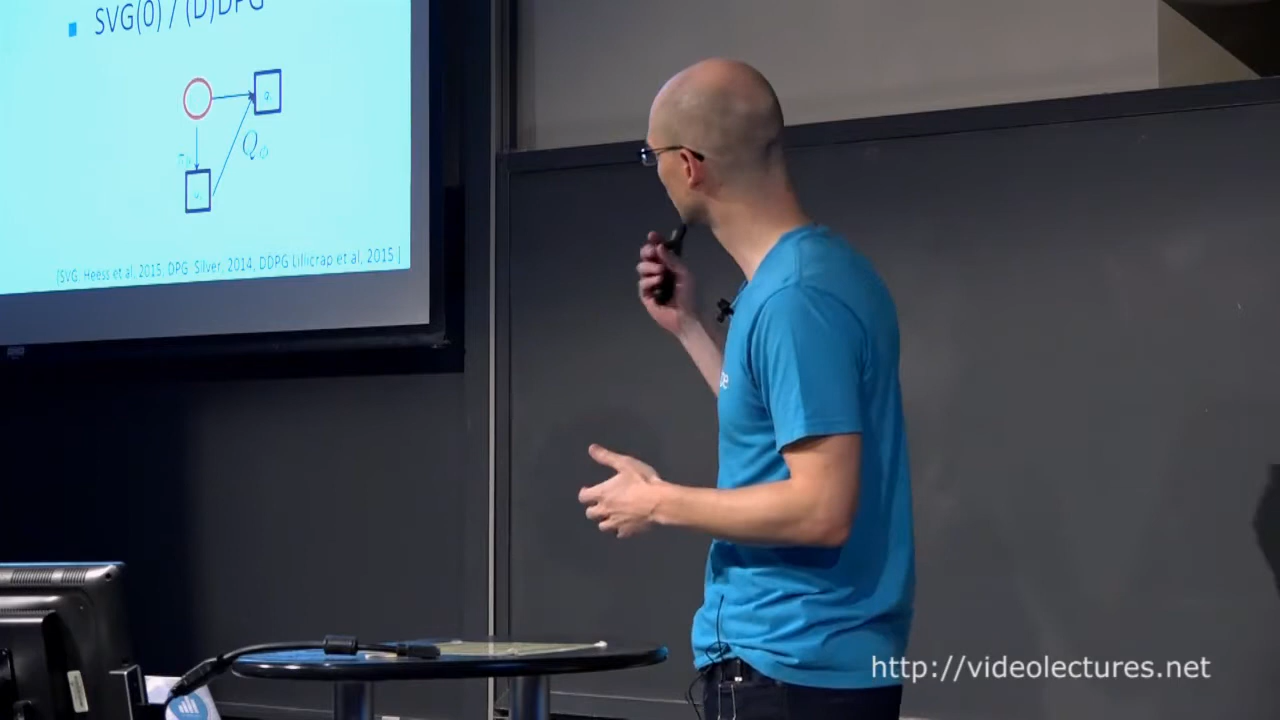 SVG(0) / (D)DPG
Q
[SVG: Heess et al, 2015, DPG: Silver, 2014, DDPG Lillicrap et al, 2015 ]
http://videolectures.net